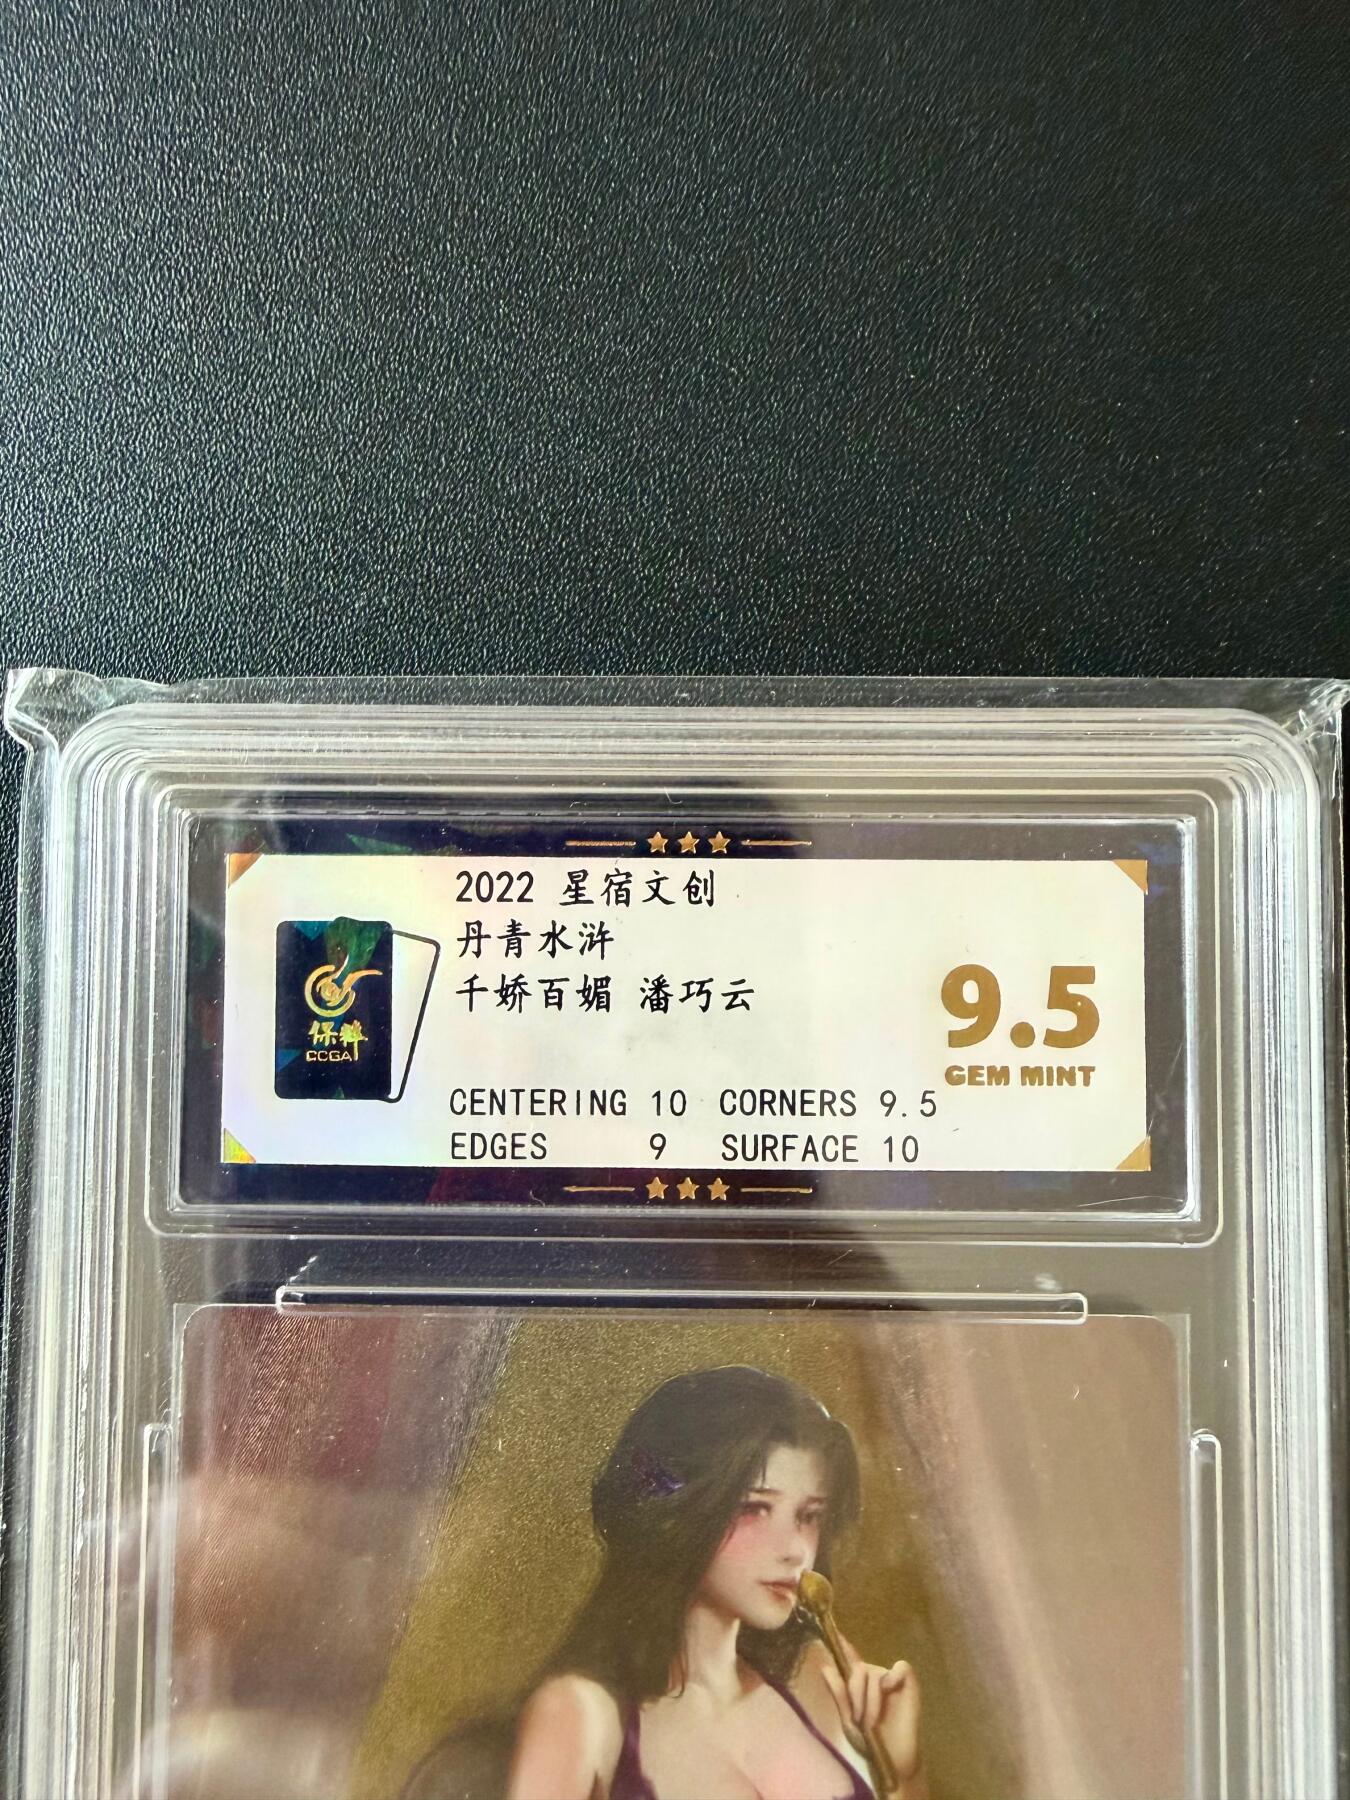 2022 星宿文创
丹青水浒
千娇百媚 潘巧云
保粹
CCGA
9.5
GEM MINT
CENTERING 10 CORNERS 9.5
EDGES 9 SURFACE 10